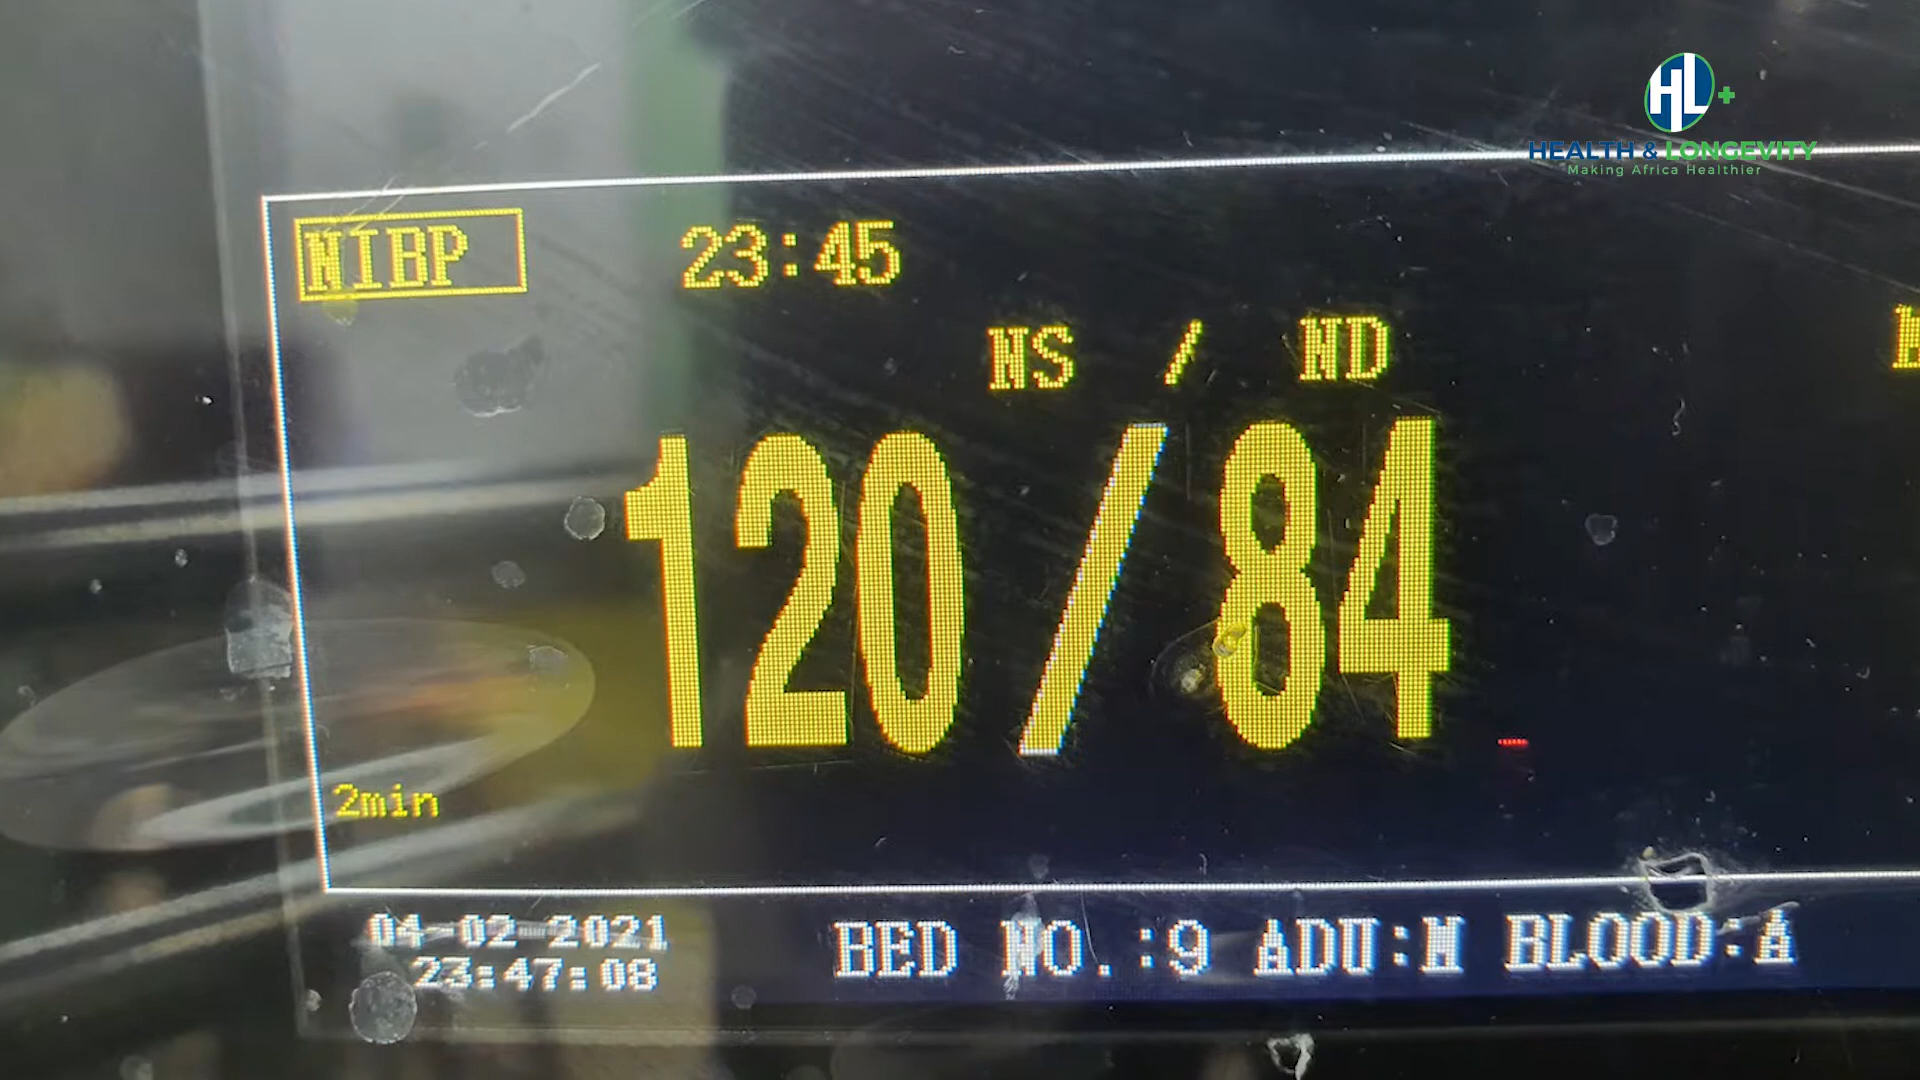 HL+
HEALTH & LONGEVITY
Making Africa Healthier
NIBP 23:45
NS / ND
120/84
2min
04-02-2021
23:47:08
BED NO.:9 ADU:M BLOOD:A